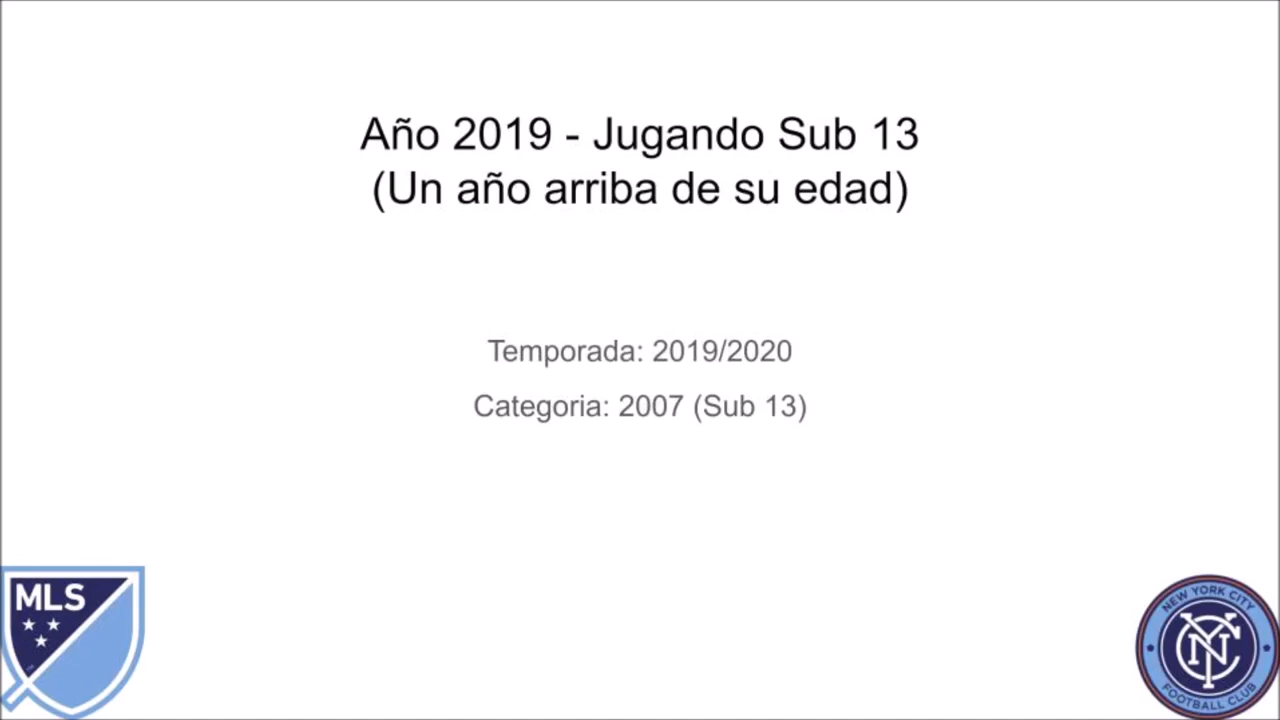 Año 2019 - Jugando Sub 13
(Un año arriba de su edad)
Temporada: 2019/2020
Categoria: 2007 (Sub 13)
MLS
NEW YORK CITY
NYC
FOOTBALL CLUB